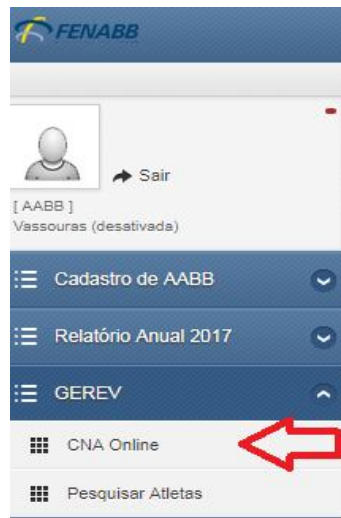 FENABB
Sair
[ AABB ]
Vassouras (desativada)
Cadastro de AABB
Relatório Anual 2017
GEREV
CNA Online
Pesquisar Atletas